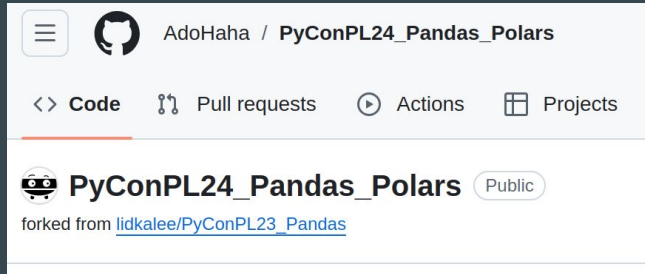 AdoHaha / PyConPL24_Pandas_Polars
Code Pull requests Actions Projects
PyConPL24_Pandas_Polars Public
forked from lidkalee/PyConPL23_Pandas